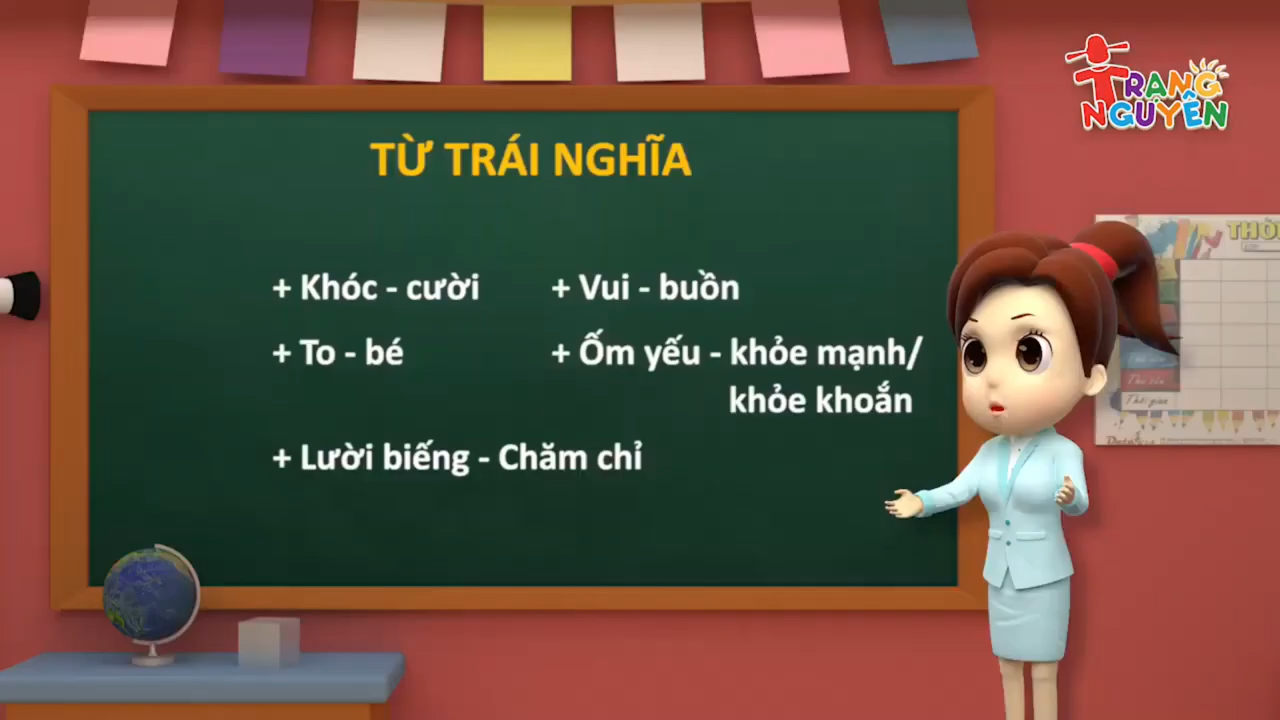 TRẠNG
NGUYÊN
TỪ TRÁI NGHĨA
+ Khóc - cười
+ Vui - buồn
+ To - bé
+ Ốm yếu - khỏe mạnh/
khỏe khoắn
+ Lười biếng - Chăm chỉ